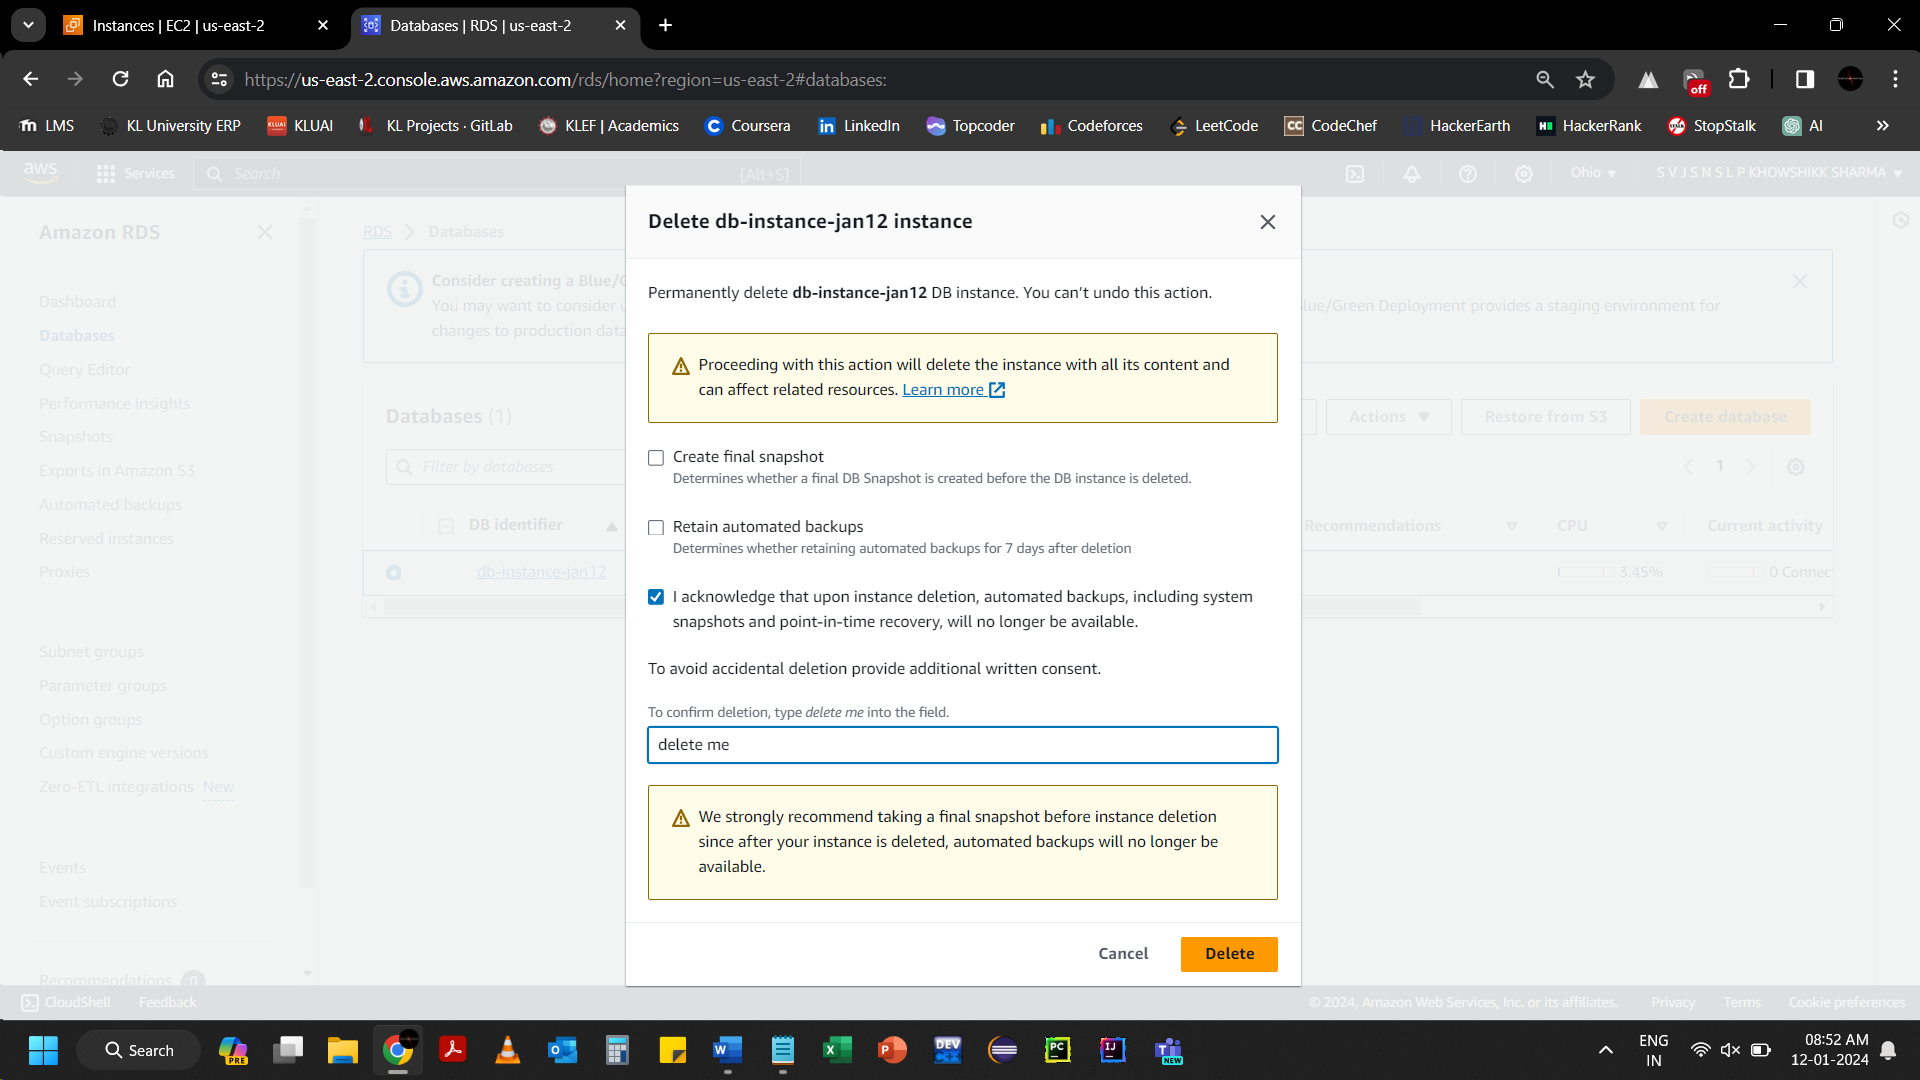 Instances | EC2 | us-east-2
Databases | RDS | us-east-2
https://us-east-2.console.aws.amazon.com/rds/home?region=us-east-2#databases:
off
LMS
KL University ERP
KLUAI
KL Projects · GitLab
KLEF | Academics
Coursera
LinkedIn
Topcoder
Codeforces
LeetCode
CodeChef
HackerEarth
HackerRank
StopStalk
AI
aws
Services
Search
[Alt+S]
Ohio
S V J S N S L P KHOWSHIKK SHARMA
Amazon RDS
Dashboard
Databases
Query Editor
Performance insights
Snapshots
Exports in Amazon S3
Automated backups
Reserved instances
Proxies
Subnet groups
Parameter groups
Option groups
Custom engine versions
Zero-ETL integrations New
Events
Event subscriptions
Recommendations 0
RDS > Databases
Consider creating a Blue/G
You may want to consider
lue/Green Deployment provides a staging environment for
changes to production data
Databases (1)
Actions
Restore from S3
Create database
Filter by databases
1
DB identifier
Recommendations
CPU
Current activity
db-instance-jan12
3.45%
0 Connec
Delete db-instance-jan12 instance
Permanently delete db-instance-jan12 DB instance. You can't undo this action.
Proceeding with this action will delete the instance with all its content and
can affect related resources. Learn more
Create final snapshot
Determines whether a final DB Snapshot is created before the DB instance is deleted.
Retain automated backups
Determines whether retaining automated backups for 7 days after deletion
I acknowledge that upon instance deletion, automated backups, including system
snapshots and point-in-time recovery, will no longer be available.
To avoid accidental deletion provide additional written consent.
To confirm deletion, type delete me into the field.
delete me
We strongly recommend taking a final snapshot before instance deletion
since after your instance is deleted, automated backups will no longer be
available.
Cancel
Delete
CloudShell
Feedback
© 2024, Amazon Web Services, Inc. or its affiliates.
Privacy
Terms
Cookie preferences
Search
PRE
DEV
PC
IJ
NEW
ENG
IN
08:52 AM
12-01-2024